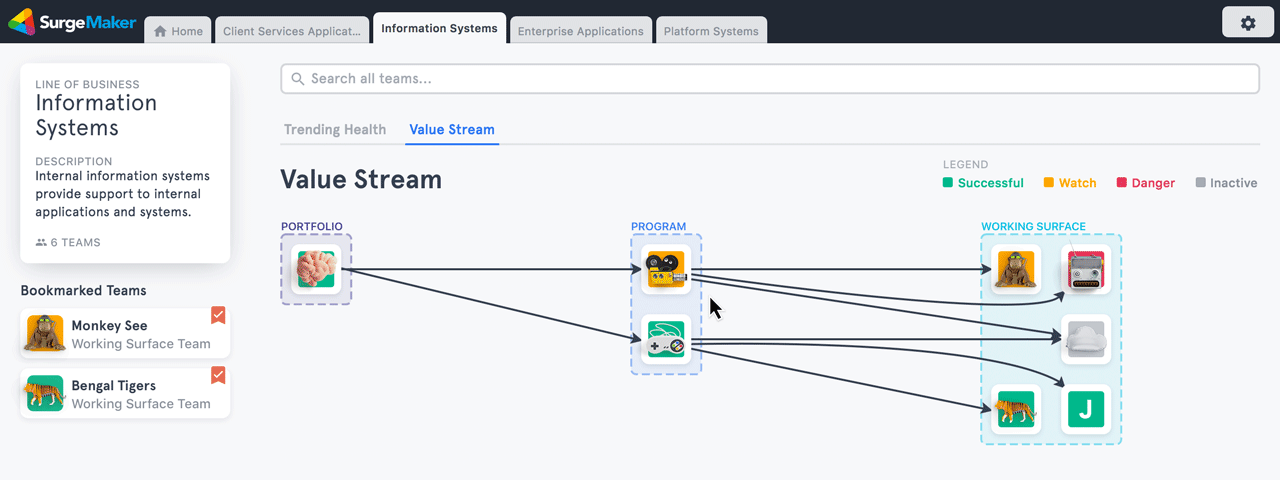 SurgeMaker
Home
Client Services Applicat...
Information Systems
Enterprise Applications
Platform Systems
LINE OF BUSINESS
Information
Systems
DESCRIPTION
Internal information systems
provide support to internal
applications and systems.
6 TEAMS
Bookmarked Teams
Monkey See
Working Surface Team
Bengal Tigers
Working Surface Team
Search all teams...
Trending Health
Value Stream
Value Stream
LEGEND
Successful
Watch
Danger
Inactive
PORTFOLIO
PROGRAM
WORKING SURFACE
J